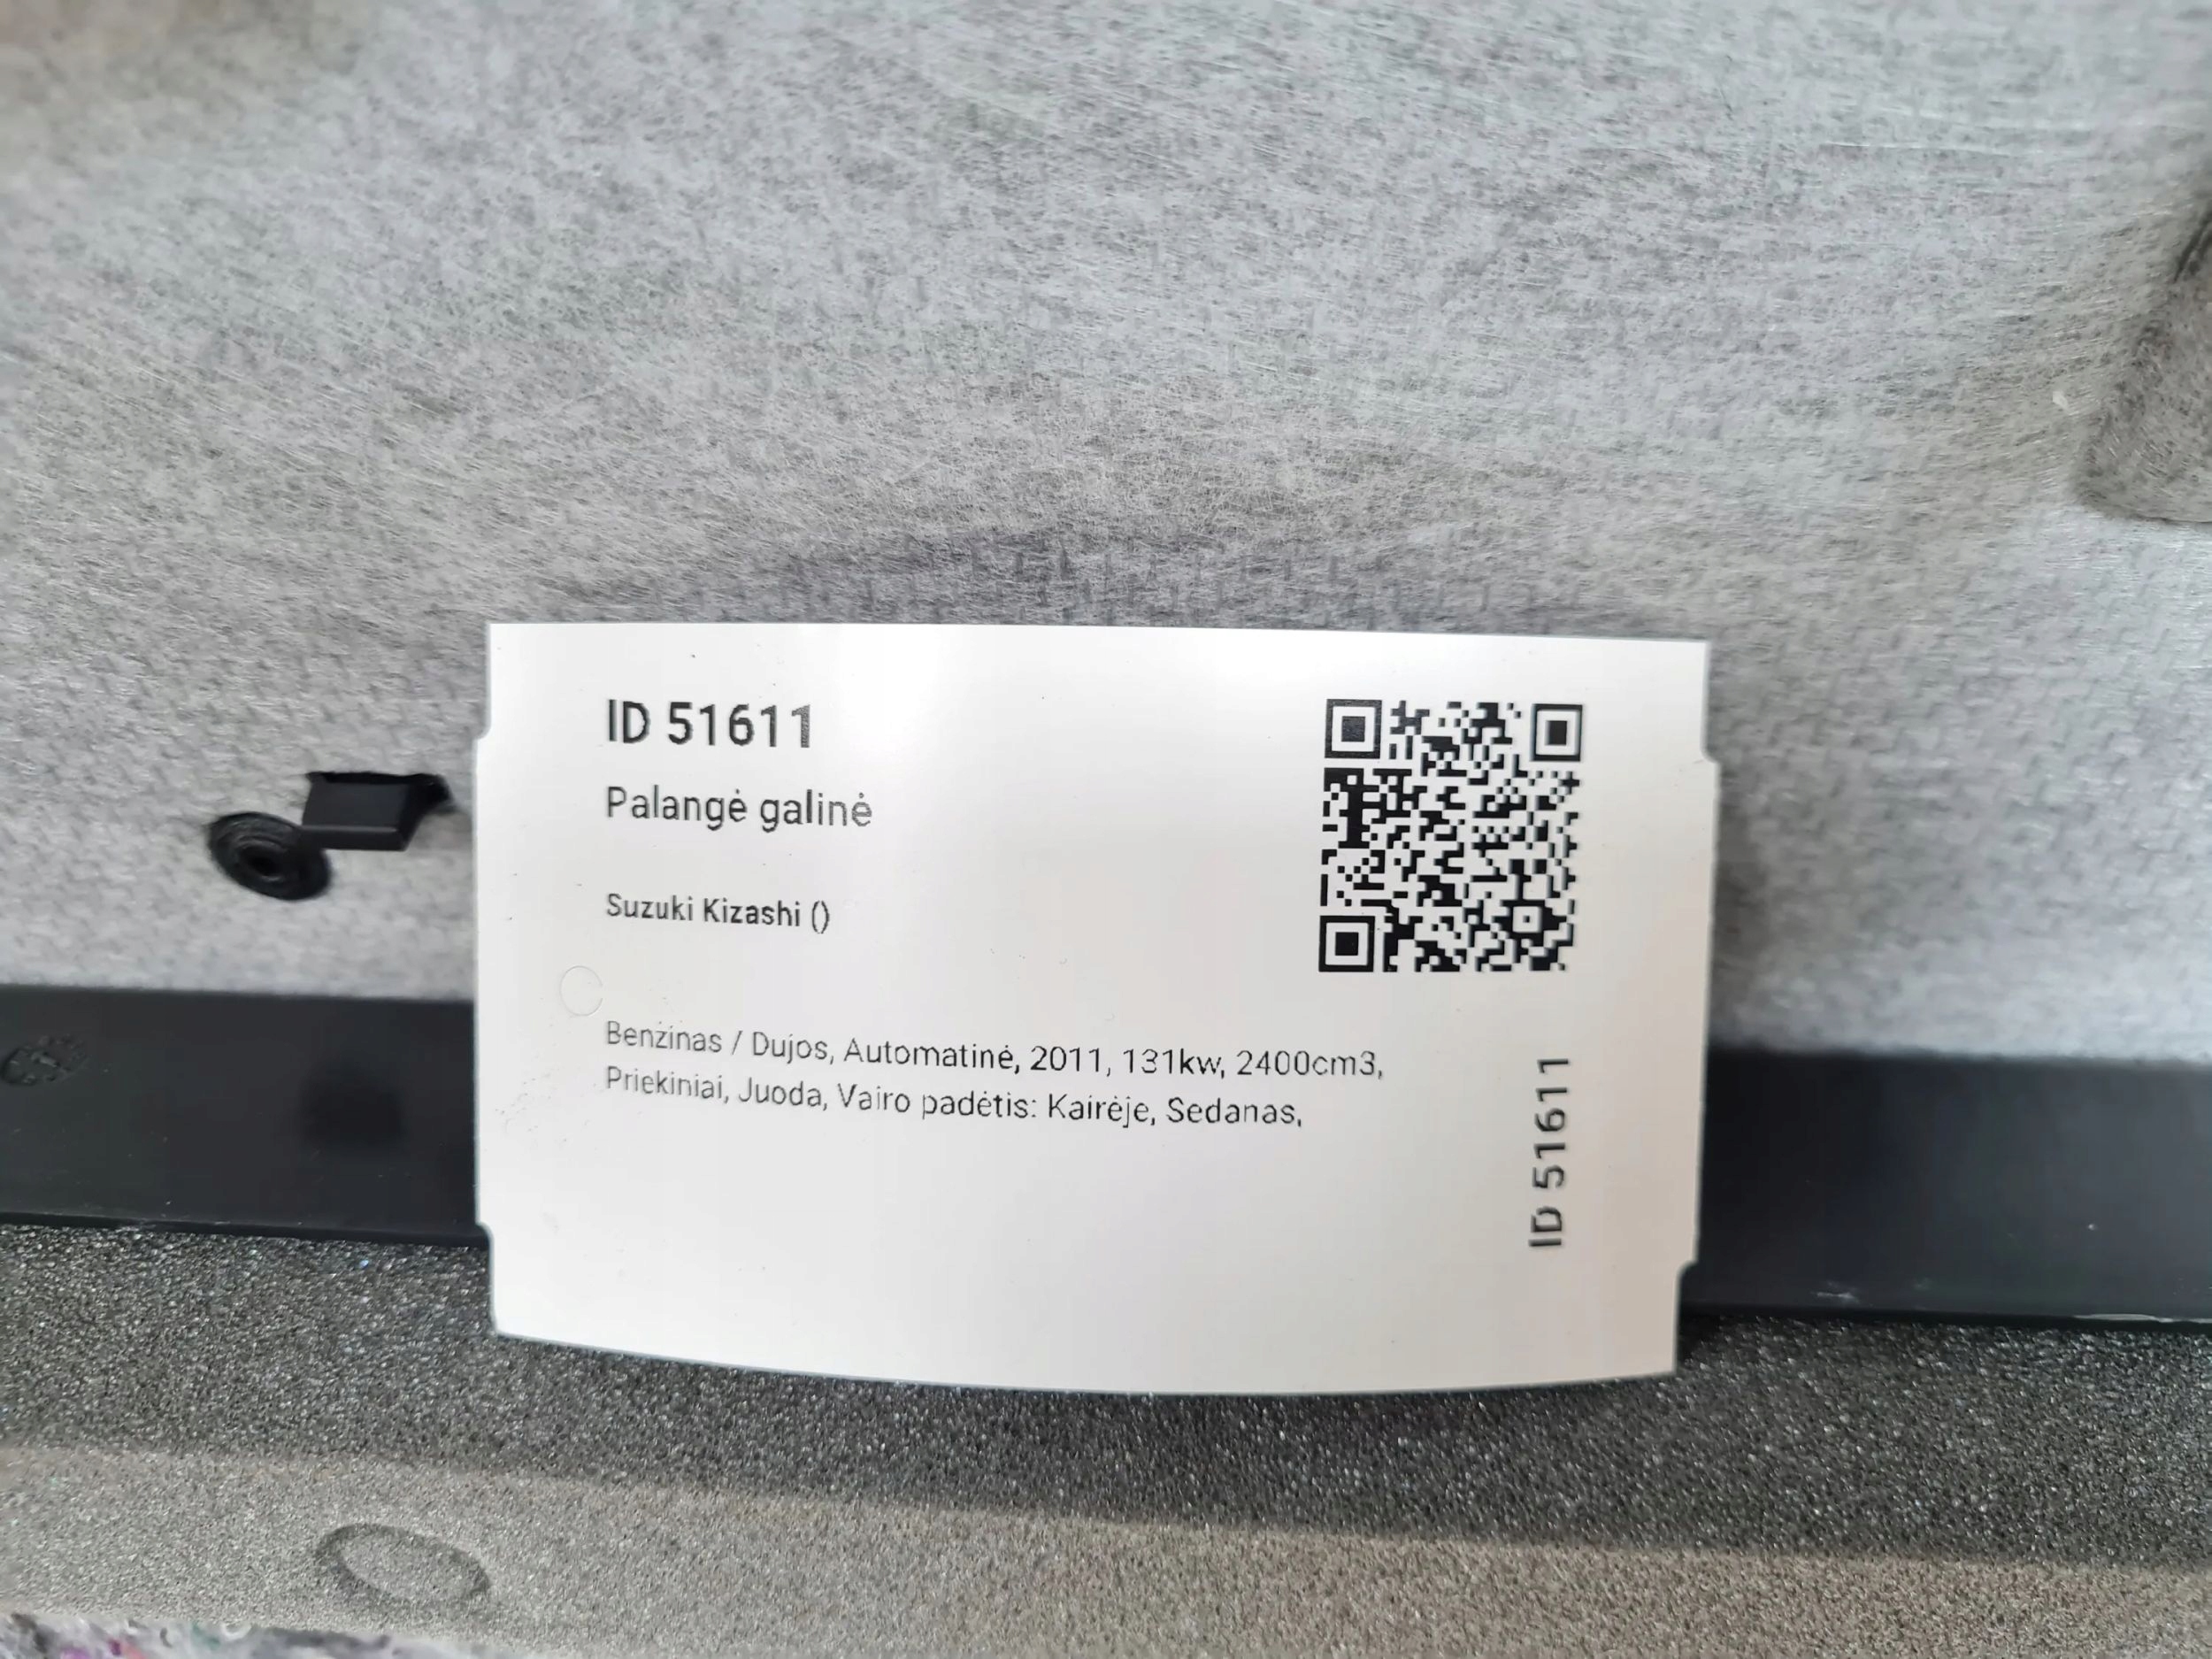 ID 51611
Palangė galinė
Suzuki Kizashi ()
Benzinas / Dujos, Automatinė, 2011, 131kw, 2400cm3,
Priekiniai, Juoda, Vairo padėtis: Kairėje, Sedanas,
ID 51611